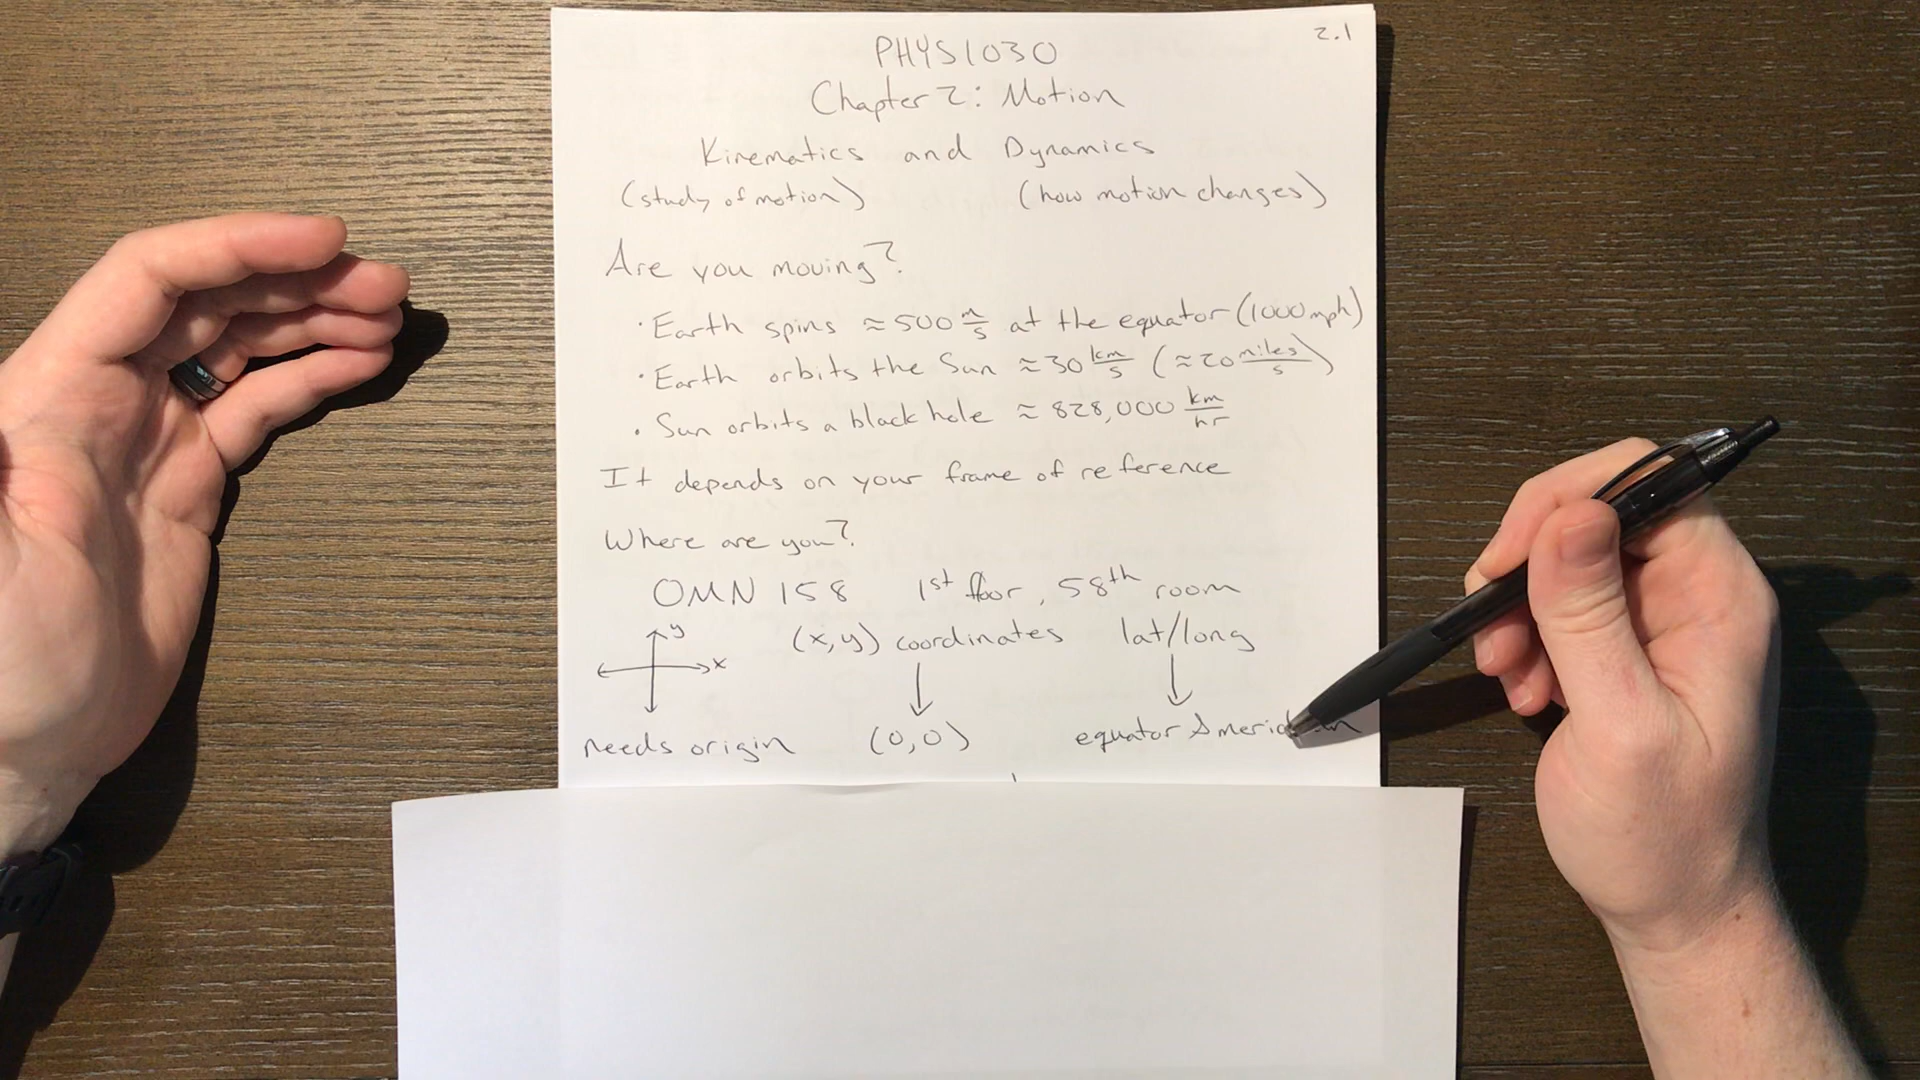 2.1
PHYS1030
Chapter 2: Motion
Kinematics and Dynamics
(study of motion) (how motion changes)
Are you moving?
· Earth spins ≈ 500 m/s at the equator (1000 mph)
· Earth orbits the Sun ≈ 30 km/s (≈ 20 miles/s)
· Sun orbits a black hole ≈ 828,000 km/hr
It depends on your frame of reference
Where are you?
OMN 158 1st floor, 58th room
y
x
(x,y) coordinates lat/long
needs origin (0,0) equator &